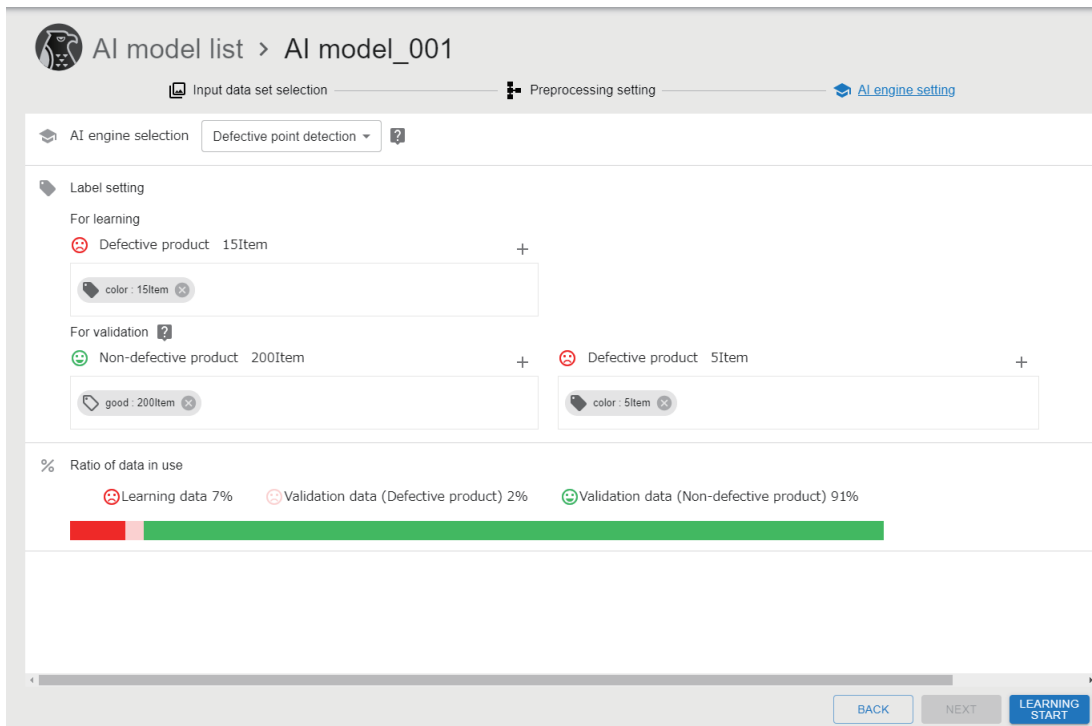 AI model list > AI model_001
Input data set selection Preprocessing setting AI engine setting
AI engine selection Defective point detection ?
Label setting
For learning
Defective product 15Item +
color : 15Item
For validation ?
Non-defective product 200Item + Defective product 5Item +
good : 200Item color : 5Item
% Ratio of data in use
Learning data 7% Validation data (Defective product) 2% Validation data (Non-defective product) 91%
BACK NEXT LEARNING
START